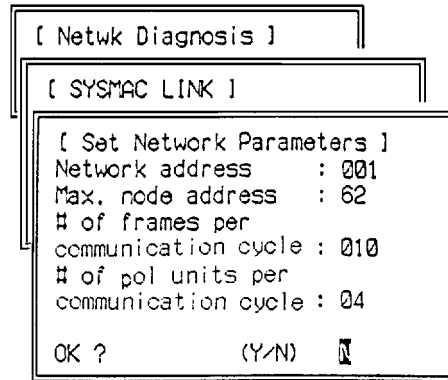 [ Netwk Diagnosis ]
[ SYSMAC LINK ]
[ Set Network Parameters ]
Network address : 001
Max. node address : 62
# of frames per
communication cycle : 010
# of pol units per
communication cycle : 04
OK ? (Y/N) N